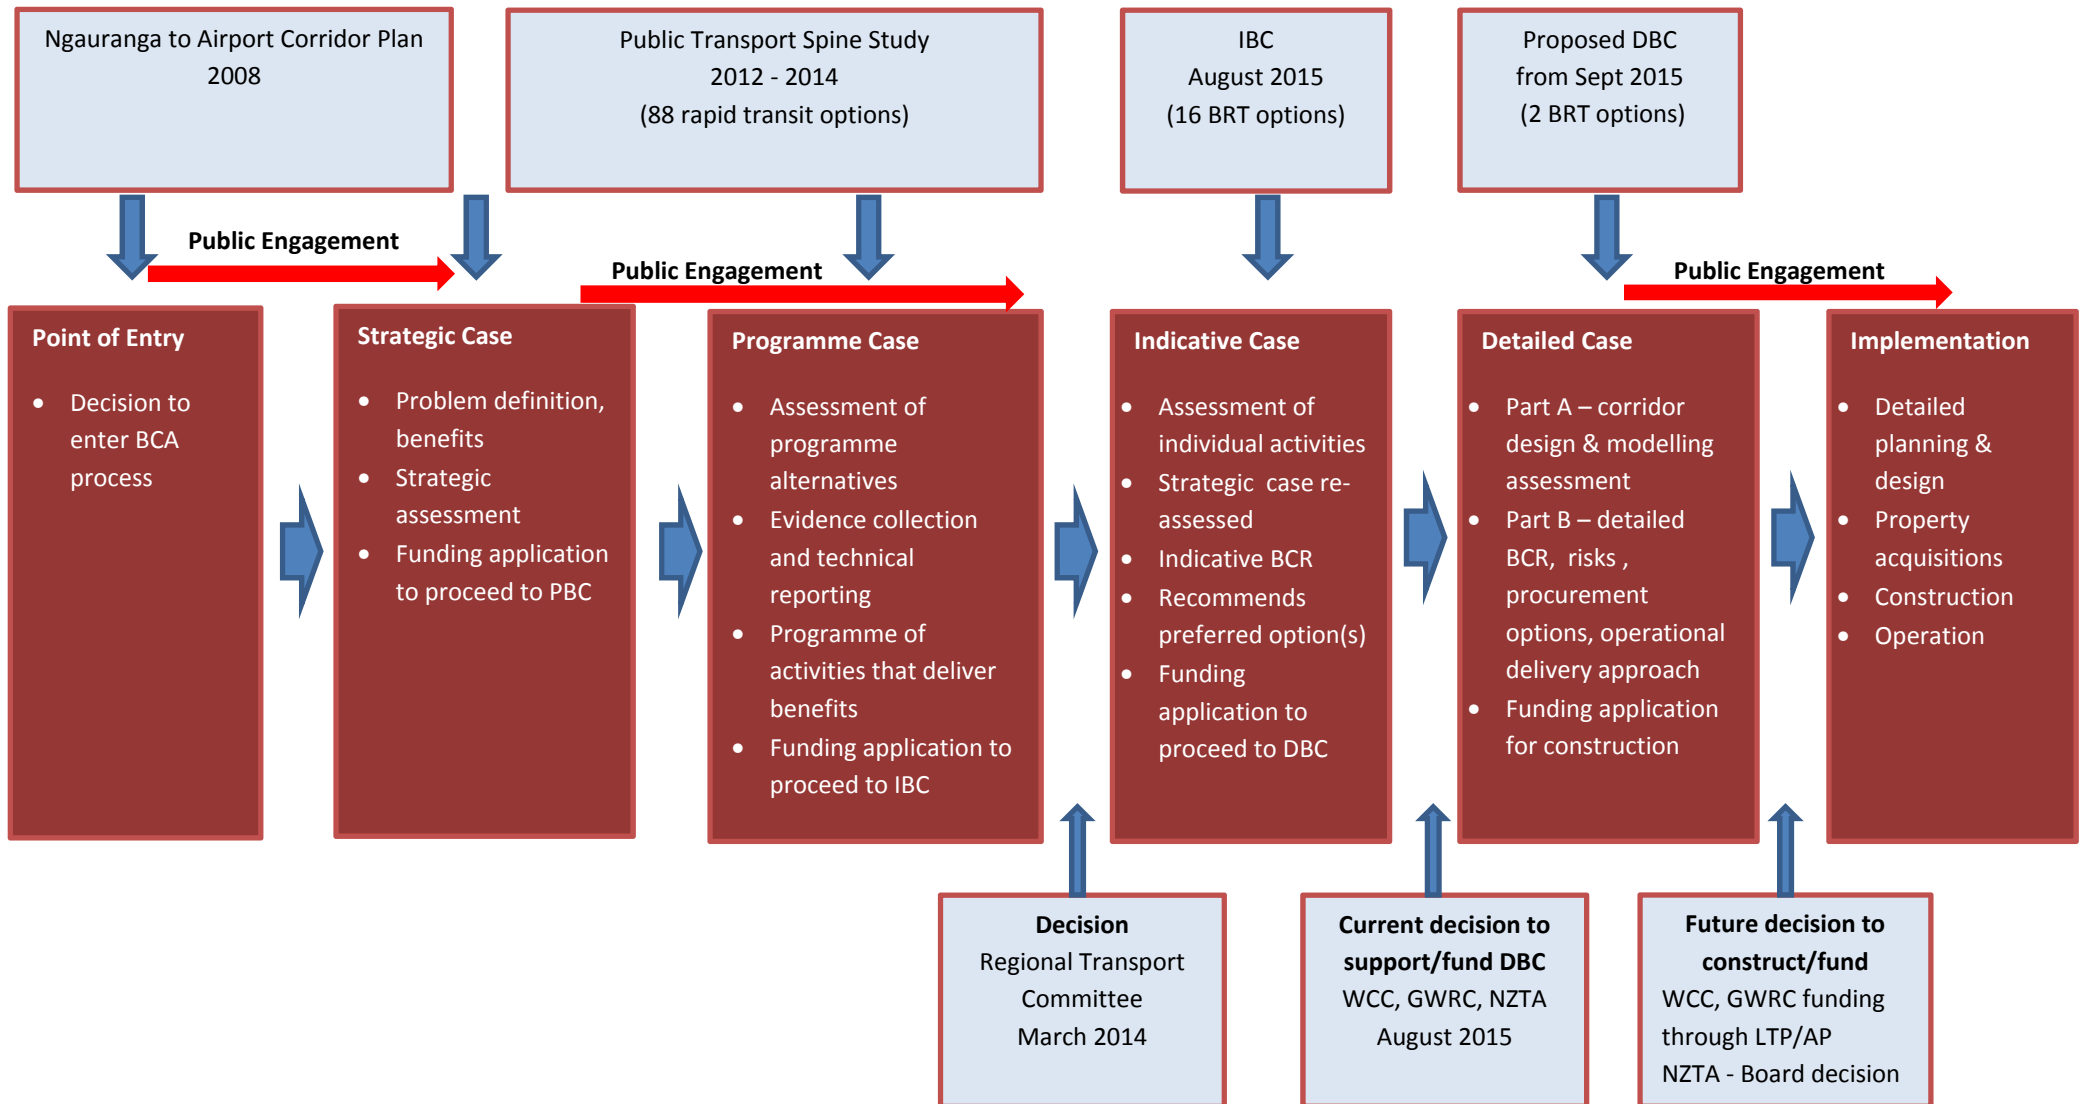 Ngauranga to Airport Corridor Plan
2008
Public Transport Spine Study
2012 - 2014
(88 rapid transit options)
IBC
August 2015
(16 BRT options)
Proposed DBC
from Sept 2015
(2 BRT options)
Public Engagement
Public Engagement
Public Engagement
Point of Entry
• Decision to
enter BCA
process
Strategic Case
• Problem definition,
benefits
• Strategic
assessment
• Funding application
to proceed to PBC
Programme Case
• Assessment of
programme
alternatives
• Evidence collection
and technical
reporting
• Programme of
activities that deliver
benefits
• Funding application to
proceed to IBC
Indicative Case
• Assessment of
individual activities
• Strategic case re-
assessed
• Indicative BCR
• Recommends
preferred option(s)
• Funding
application to
proceed to DBC
Detailed Case
• Part A – corridor
design & modelling
assessment
• Part B – detailed
BCR, risks ,
procurement
options, operational
delivery approach
• Funding application
for construction
Implementation
• Detailed
planning &
design
• Property
acquisitions
• Construction
• Operation
Decision
Regional Transport
Committee
March 2014
Current decision to
support/fund DBC
WCC, GWRC, NZTA
August 2015
Future decision to
construct/fund
WCC, GWRC funding
through LTP/AP
NZTA - Board decision